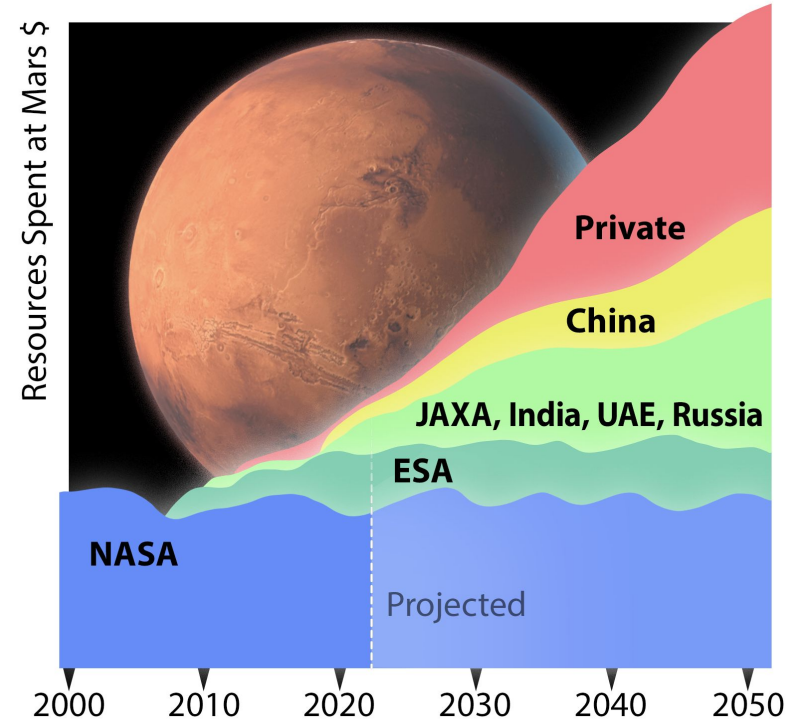 Resources Spent at Mars $
Private
China
JAXA, India, UAE, Russia
ESA
NASA
Projected
2000 2010 2020 2030 2040 2050